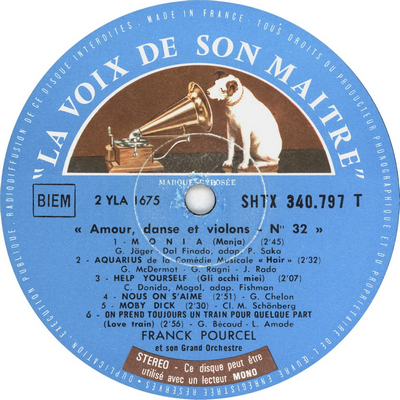 TOUS DROITS DU PRODUCTEUR PHONOGRAPHIQUE
ET DU PROPRIÉTAIRE DE L'ŒUVRE ENREGISTRÉE RÉSERVÉS
DUPLICATION - EXÉCUTION PUBLIQUE - RADIODIFFUSION DE CE DISQUE INTERDITES.
MADE IN FRANCE.
"LA VOIX DE SON MAITRE"
MARQUE DÉPOSÉE
BIEM
2 YLA 1675
SHTX 340.797 T
« Amour, danse et violons - N° 32 »
1 - MONIA (Monja) (2'45)
G. Jäger Dal Finado, adap. P. Saka
2 - AQUARIUS de la Comédie Musicale « Hair » (2'32)
G. McDermot - G. Ragni - J. Rado
3 - HELP YOURSELF (Gli occhi miei) (2'07)
C. Donida, Mogol, adap. Fishman
4 - NOUS ON S'AIME (2'51) - G. Chelon
5 - MOBY DICK (2'30) - Cl. M. Schönberg
6 - ON PREND TOUJOURS UN TRAIN POUR QUELQUE PART
(Love train) (2'56) - G. Bécaud - L. Amade
FRANCK POURCEL
et son Grand Orchestre
STEREO - Ce disque peut être
utilisé avec un lecteur MONO